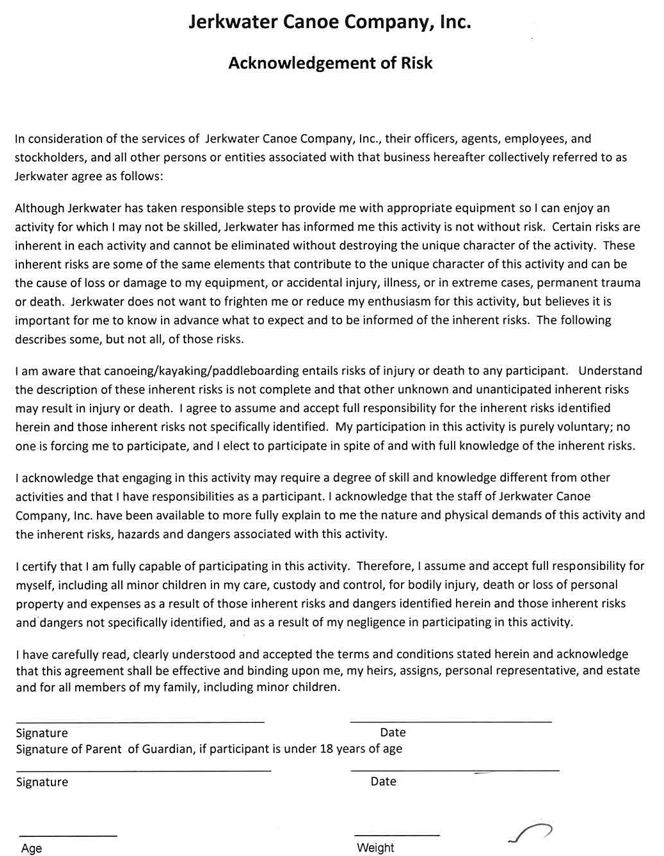 Jerkwater Canoe Company, Inc.
Acknowledgement of Risk
In consideration of the services of Jerkwater Canoe Company, Inc., their officers, agents, employees, and
stockholders, and all other persons or entities associated with that business hereafter collectively referred to as
Jerkwater agree as follows:
Although Jerkwater has taken responsible steps to provide me with appropriate equipment so I can enjoy an
activity for which I may not be skilled, Jerkwater has informed me this activity is not without risk. Certain risks are
inherent in each activity and cannot be eliminated without destroying the unique character of the activity. These
inherent risks are some of the same elements that contribute to the unique character of this activity and can be
the cause of loss or damage to my equipment, or accidental injury, illness, or in extreme cases, permanent trauma
or death. Jerkwater does not want to frighten me or reduce my enthusiasm for this activity, but believes it is
important for me to know in advance what to expect and to be informed of the inherent risks. The following
describes some, but not all, of those risks.
I am aware that canoeing/kayaking/paddleboarding entails risks of injury or death to any participant. Understand
the description of these inherent risks is not complete and that other unknown and unanticipated inherent risks
may result in injury or death. I agree to assume and accept full responsibility for the inherent risks identified
herein and those inherent risks not specifically identified. My participation in this activity is purely voluntary; no
one is forcing me to participate, and I elect to participate in spite of and with full knowledge of the inherent risks.
I acknowledge that engaging in this activity may require a degree of skill and knowledge different from other
activities and that I have responsibilities as a participant. I acknowledge that the staff of Jerkwater Canoe
Company, Inc. have been available to more fully explain to me the nature and physical demands of this activity and
the inherent risks, hazards and dangers associated with this activity.
I certify that I am fully capable of participating in this activity. Therefore, I assume and accept full responsibility for
myself, including all minor children in my care, custody and control, for bodily injury, death or loss of personal
property and expenses as a result of those inherent risks and dangers identified herein and those inherent risks
and dangers not specifically identified, and as a result of my negligence in participating in this activity.
I have carefully read, clearly understood and accepted the terms and conditions stated herein and acknowledge
that this agreement shall be effective and binding upon me, my heirs, assigns, personal representative, and estate
and for all members of my family, including minor children.
Signature Date
Signature of Parent of Guardian, if participant is under 18 years of age
Signature Date
Age Weight